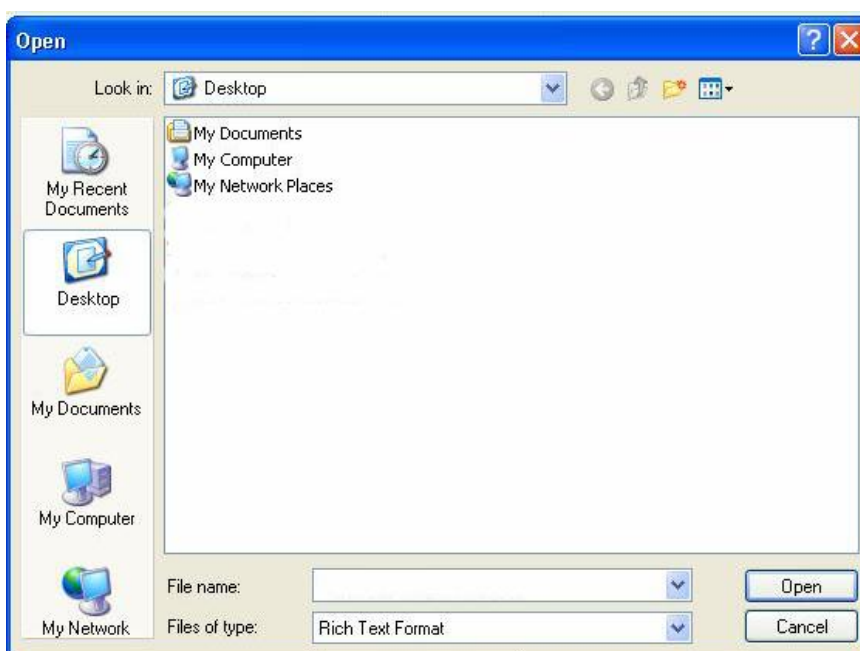 Open
Look in: Desktop
My Recent
Documents
Desktop
My Documents
My Computer
My Network
My Documents
My Computer
My Network Places
File name:
Open
Files of type: Rich Text Format
Cancel